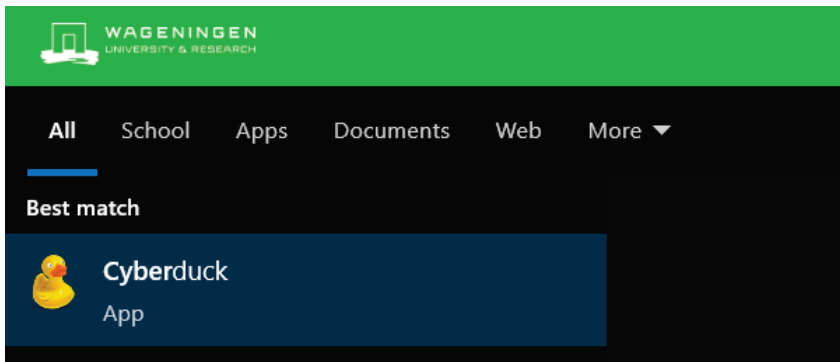 WAGENINGEN
UNIVERSITY & RESEARCH
All School Apps Documents Web More
Best match
Cyberduck
App